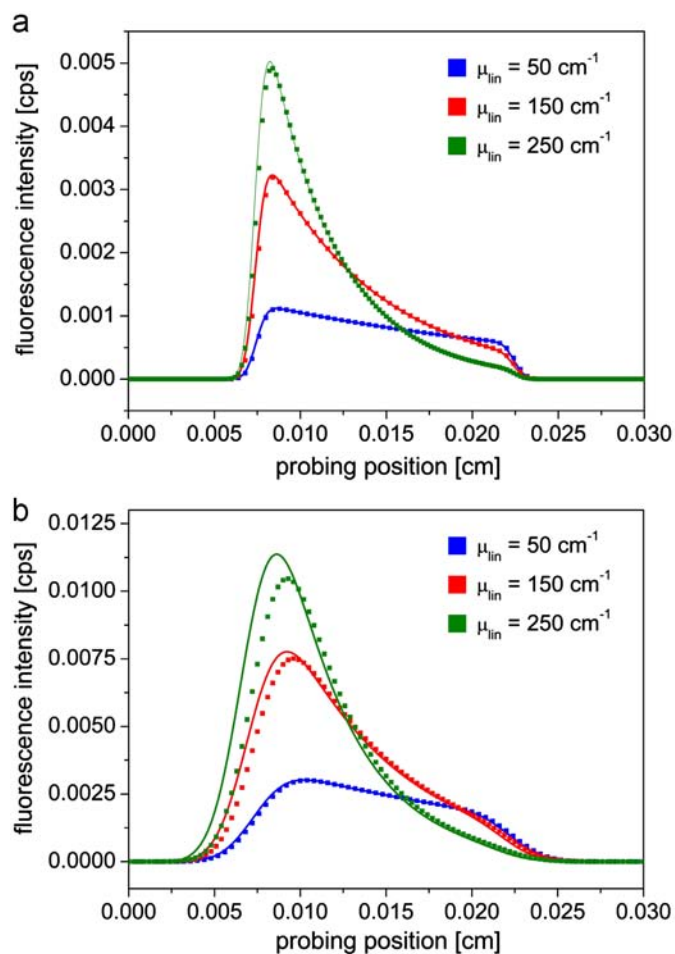 a
fluorescence intensity [cps]
0.005
0.004
0.003
0.002
0.001
0.000
μlin = 50 cm-1
μlin = 150 cm-1
μlin = 250 cm-1
0.000 0.005 0.010 0.015 0.020 0.025 0.030
probing position [cm]
b
fluorescence intensity [cps]
0.0125
0.0100
0.0075
0.0050
0.0025
0.0000
μlin = 50 cm-1
μlin = 150 cm-1
μlin = 250 cm-1
0.000 0.005 0.010 0.015 0.020 0.025 0.030
probing position [cm]